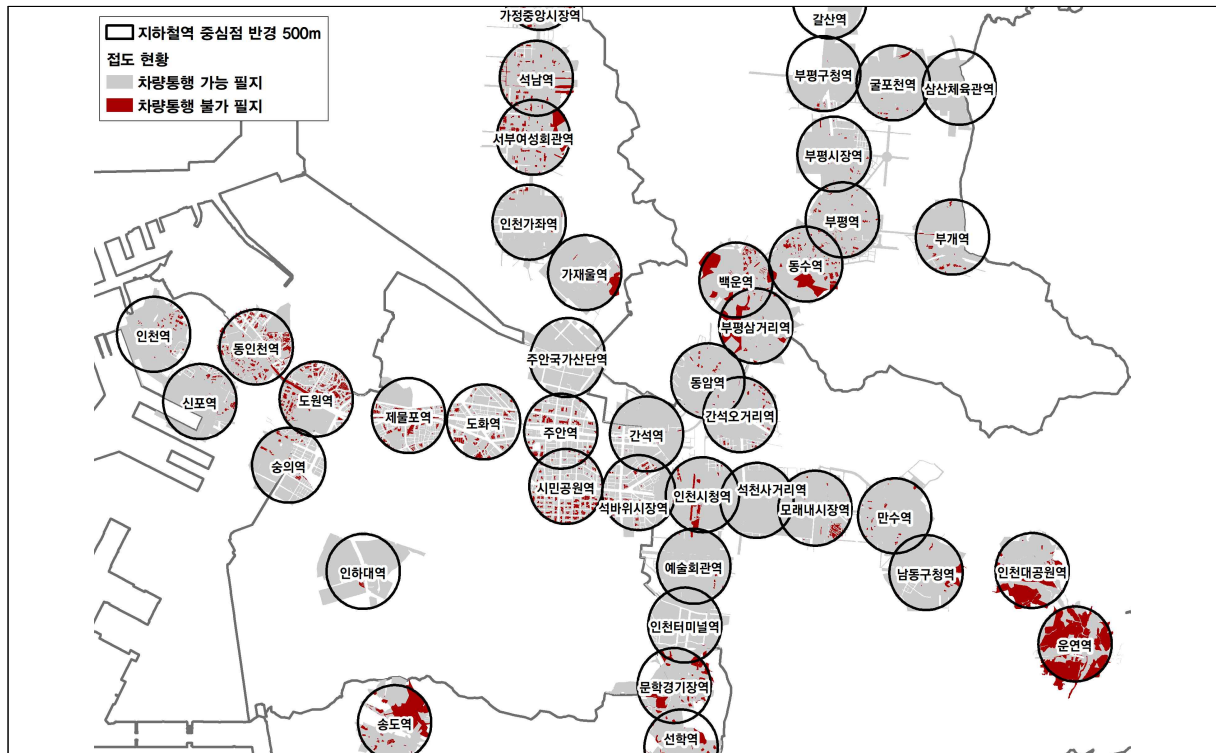 지하철역 중심점 반경 500m
접도 현황
차량통행 가능 필지
차량통행 불가 필지
가정중앙시장역
갈산역
석남역
부평구청역
굴포천역
삼산체육관역
서부여성회관역
부평시장역
인천가좌역
부평역
부개역
가재울역
백운역
동수역
인천역
동인천역
주안국가산단역
부평삼거리역
신포역
도원역
동암역
제물포역
도화역
주안역
간석역
간석오거리역
숭의역
시민공원역
석바위시장역
인천시청역
석천사거리역
모래내시장역
만수역
인하대역
예술회관역
남동구청역
인천대공원역
인천터미널역
운연역
문학경기장역
송도역
선학역